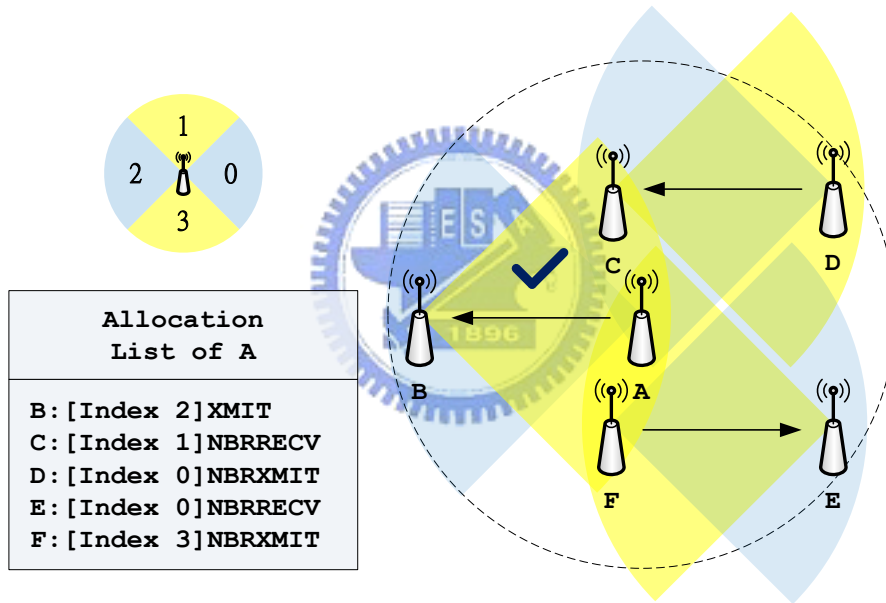 1
2
0
3
C
D
B
A
F
E
ES
1896
Allocation
List of A
B:[Index 2]XMIT
C:[Index 1]NBRRECV
D:[Index 0]NBRXMIT
E:[Index 0]NBRRECV
F:[Index 3]NBRXMIT